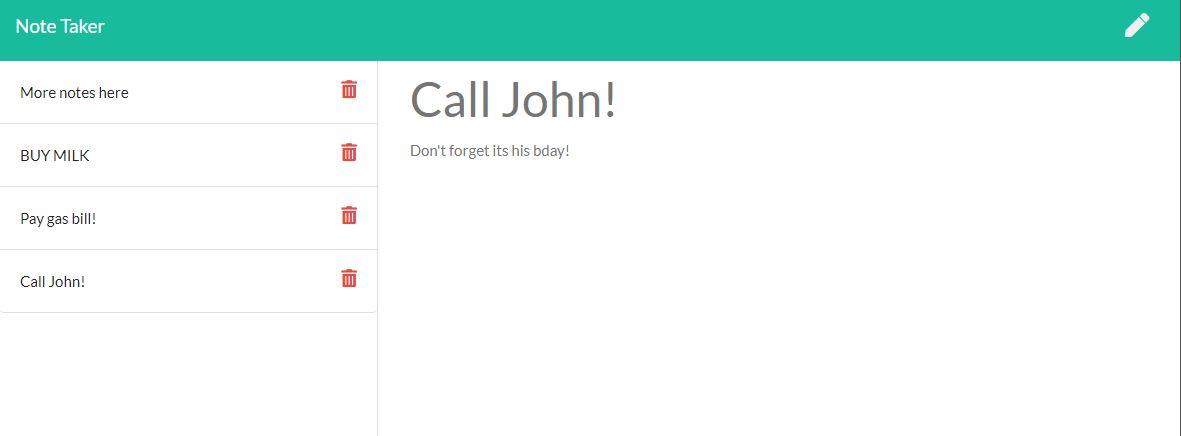 Note Taker
More notes here
BUY MILK
Pay gas bill!
Call John!
Call John!
Don't forget its his bday!